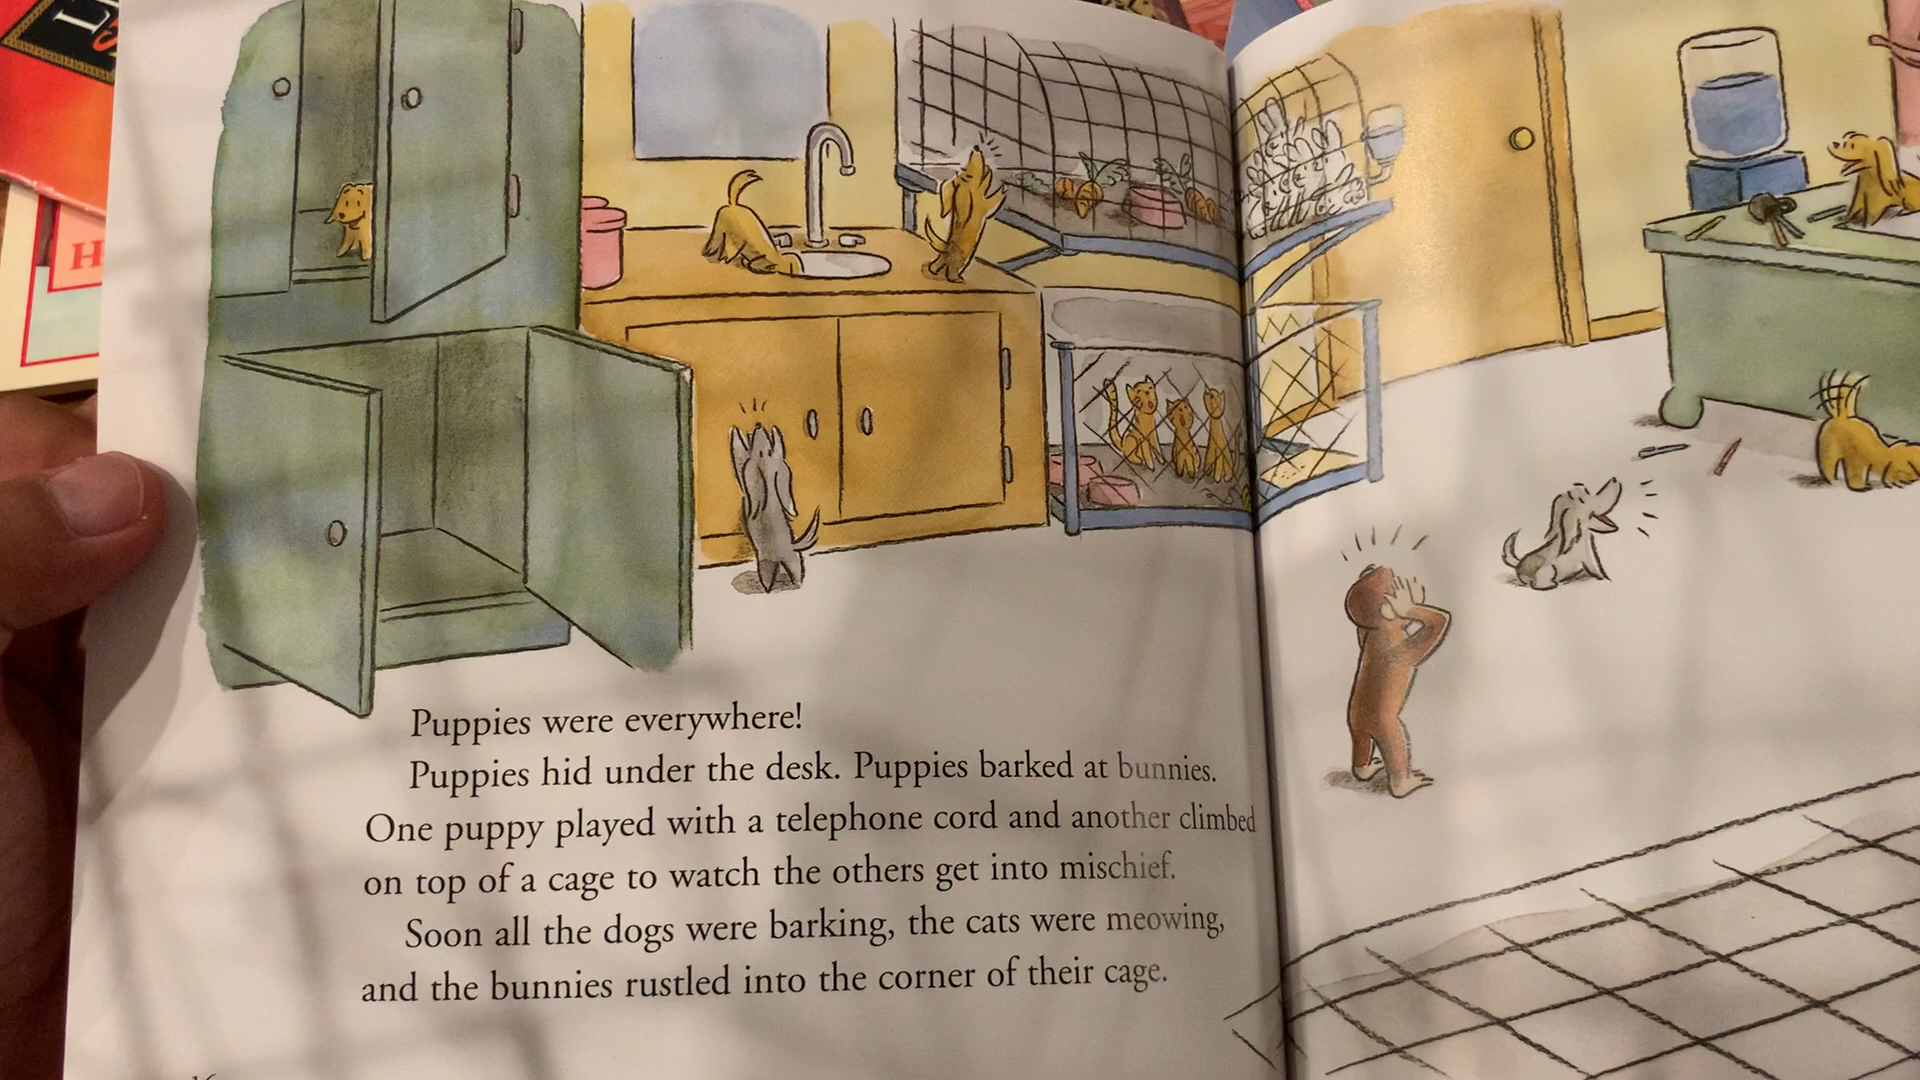 Puppies were everywhere!
Puppies hid under the desk. Puppies barked at bunnies.
One puppy played with a telephone cord and another climbed
on top of a cage to watch the others get into mischief.
Soon all the dogs were barking, the cats were meowing,
and the bunnies rustled into the corner of their cage.
H